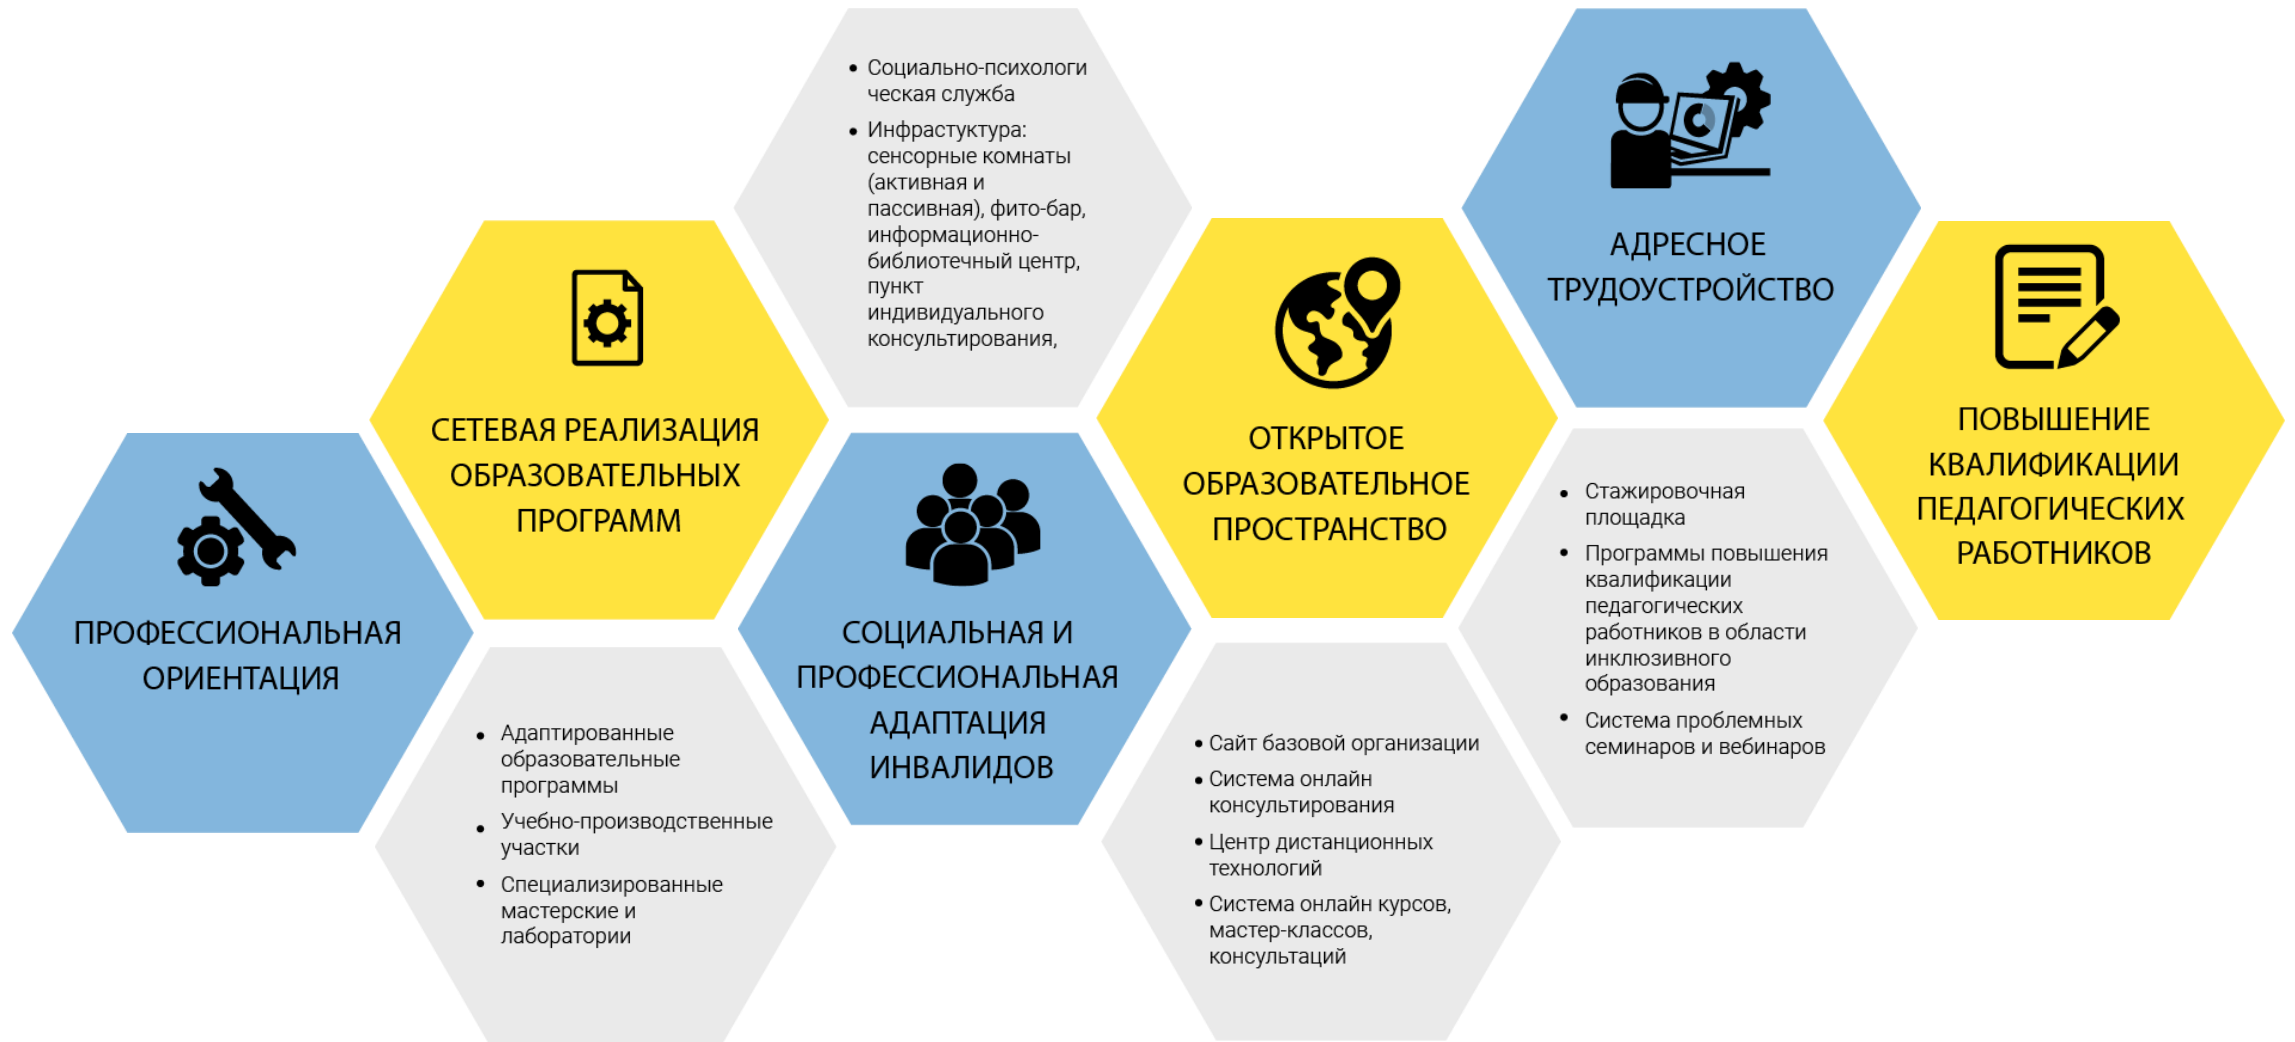 ПРОФЕССИОНАЛЬНАЯ
ОРИЕНТАЦИЯ
СЕТЕВАЯ РЕАЛИЗАЦИЯ
ОБРАЗОВАТЕЛЬНЫХ
ПРОГРАММ
• Адаптированные
образовательные
программы
• Учебно-производственные
участки
• Специализированные
мастерские и
лаборатории
• Социально-психологи
ческая служба
• Инфрастуктура:
сенсорные комнаты
(активная и
пассивная), фито-бар,
информационно-
библиотечный центр,
пункт
индивидуального
консультирования,
СОЦИАЛЬНАЯ И
ПРОФЕССИОНАЛЬНАЯ
АДАПТАЦИЯ
ИНВАЛИДОВ
ОТКРЫТОЕ
ОБРАЗОВАТЕЛЬНОЕ
ПРОСТРАНСТВО
• Сайт базовой организации
• Система онлайн
консультирования
• Центр дистанционных
технологий
• Система онлайн курсов,
мастер-классов,
консультаций
АДРЕСНОЕ
ТРУДОУСТРОЙСТВО
• Стажировочная
площадка
• Программы повышения
квалификации
педагогических
работников в области
инклюзивного
образования
• Система проблемных
семинаров и вебинаров
ПОВЫШЕНИЕ
КВАЛИФИКАЦИИ
ПЕДАГОГИЧЕСКИХ
РАБОТНИКОВ